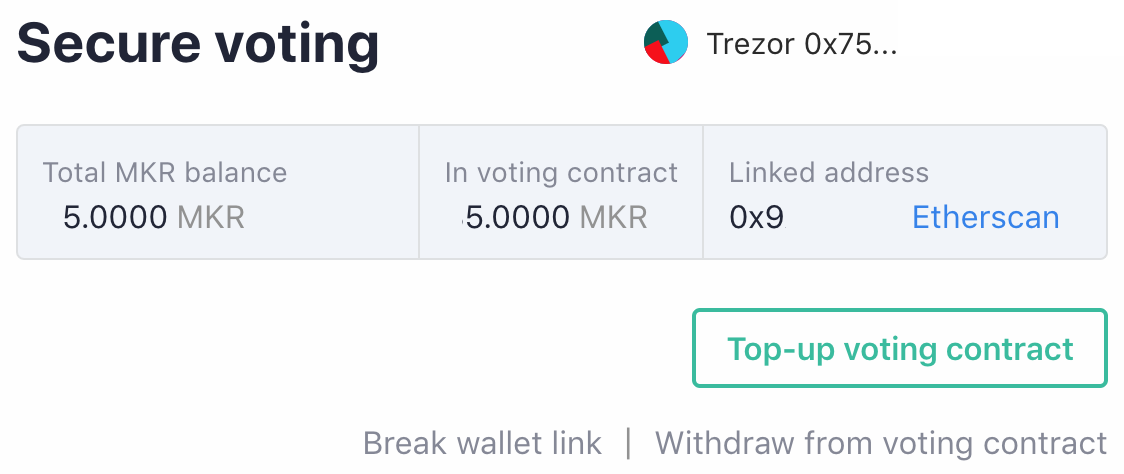 Secure voting
Trezor 0x75...
Total MKR balance
5.0000 MKR
In voting contract
5.0000 MKR
Linked address
0x9
Etherscan
Top-up voting contract
Break wallet link | Withdraw from voting contract